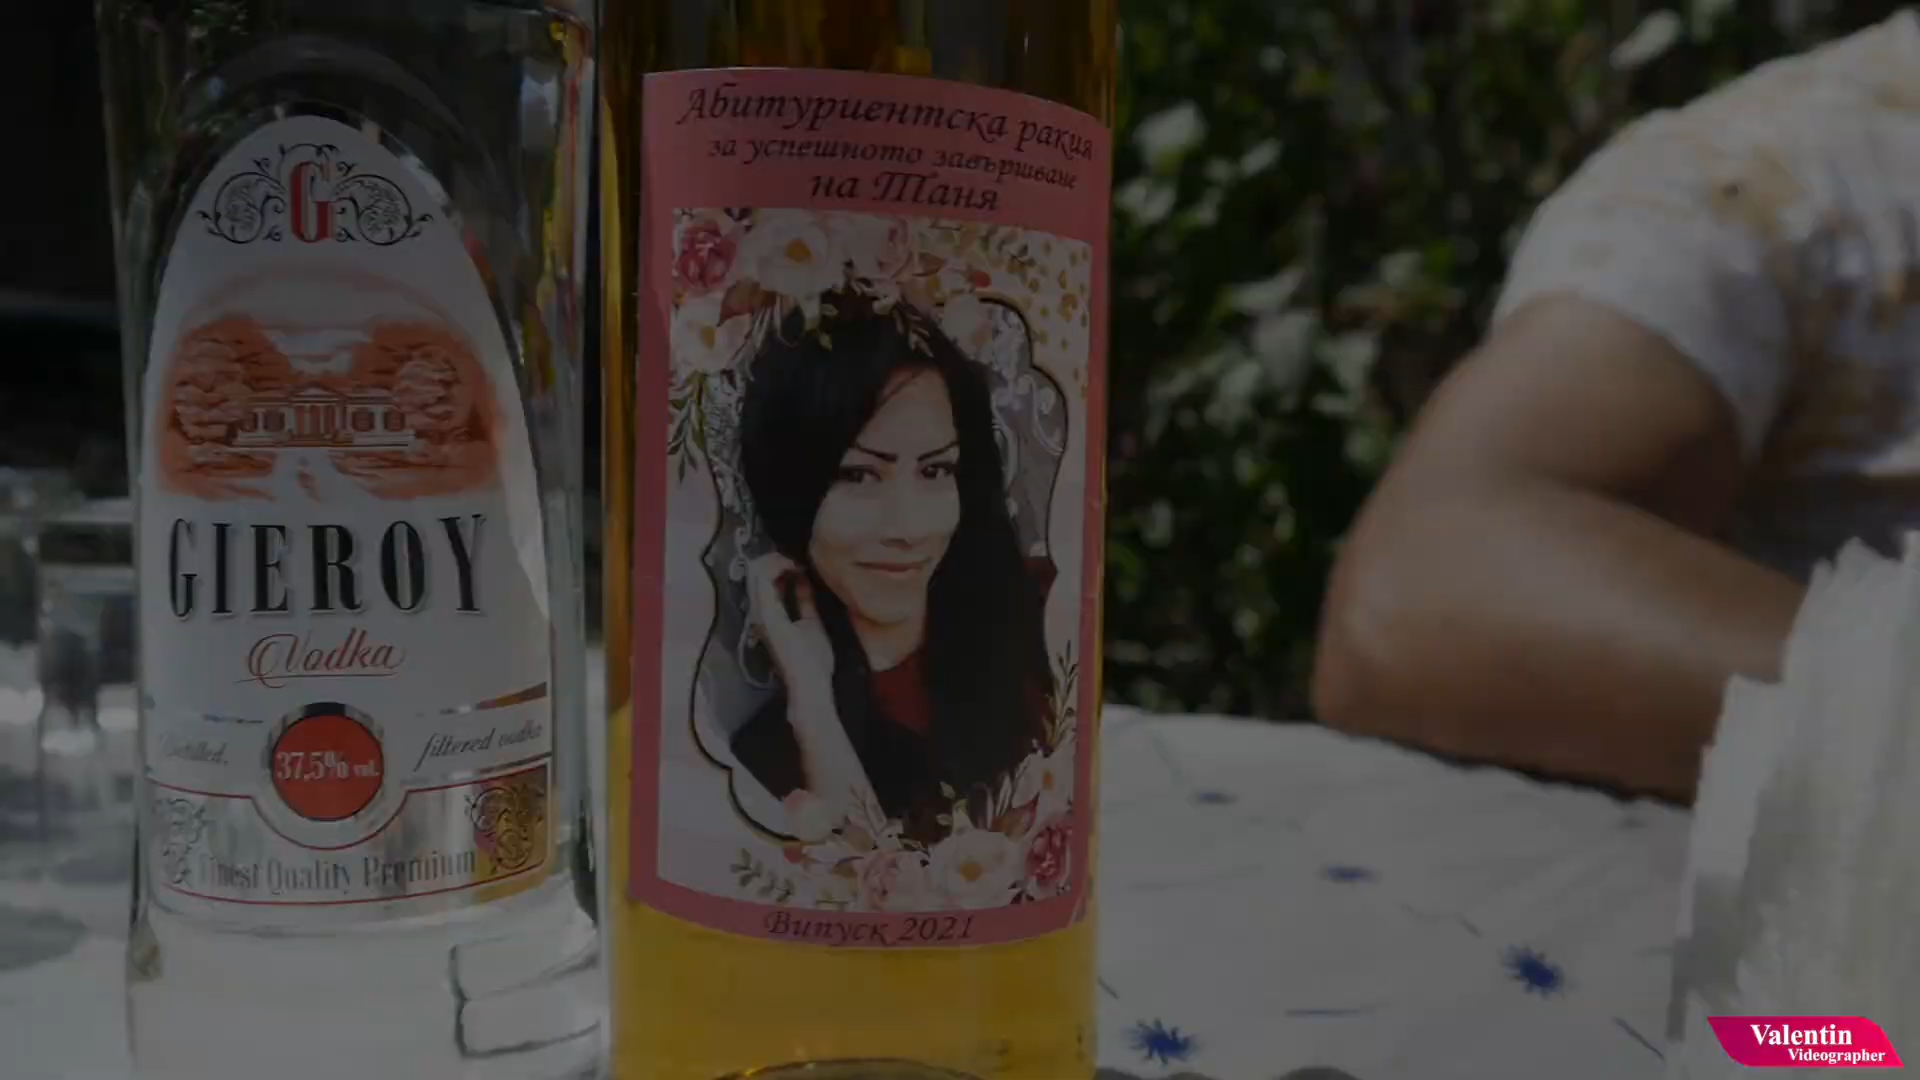 G
GIEROY
Vodka
Distilled.
filtered vodka
37,5% vol.
Finest Quality Premium
Абитуриентска ракия
за успешното завършване
на Таня
Випуск 2021
Valentin
Videographer